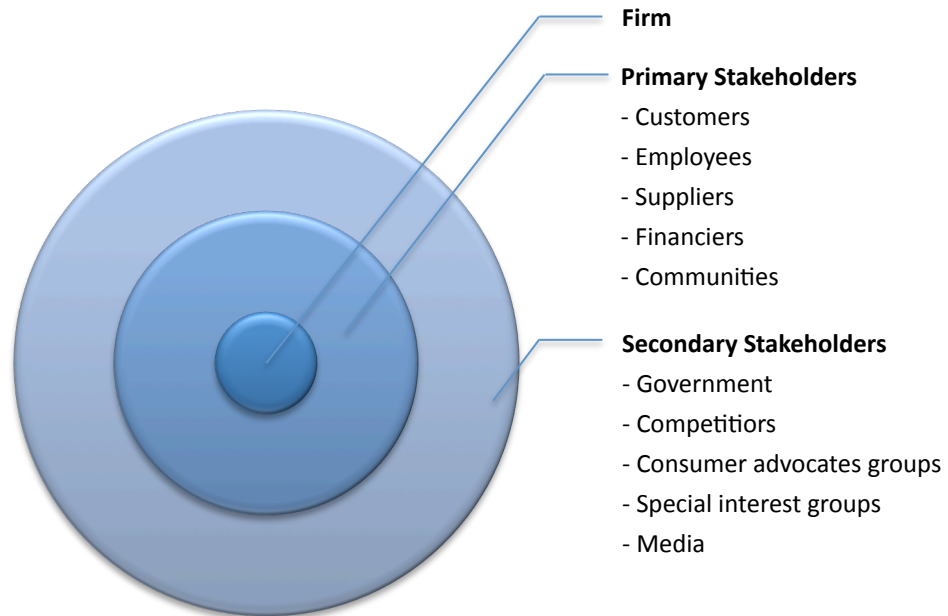 Firm
Primary Stakeholders
- Customers
- Employees
- Suppliers
- Financiers
- Communities
Secondary Stakeholders
- Government
- Competitiors
- Consumer advocates groups
- Special interest groups
- Media